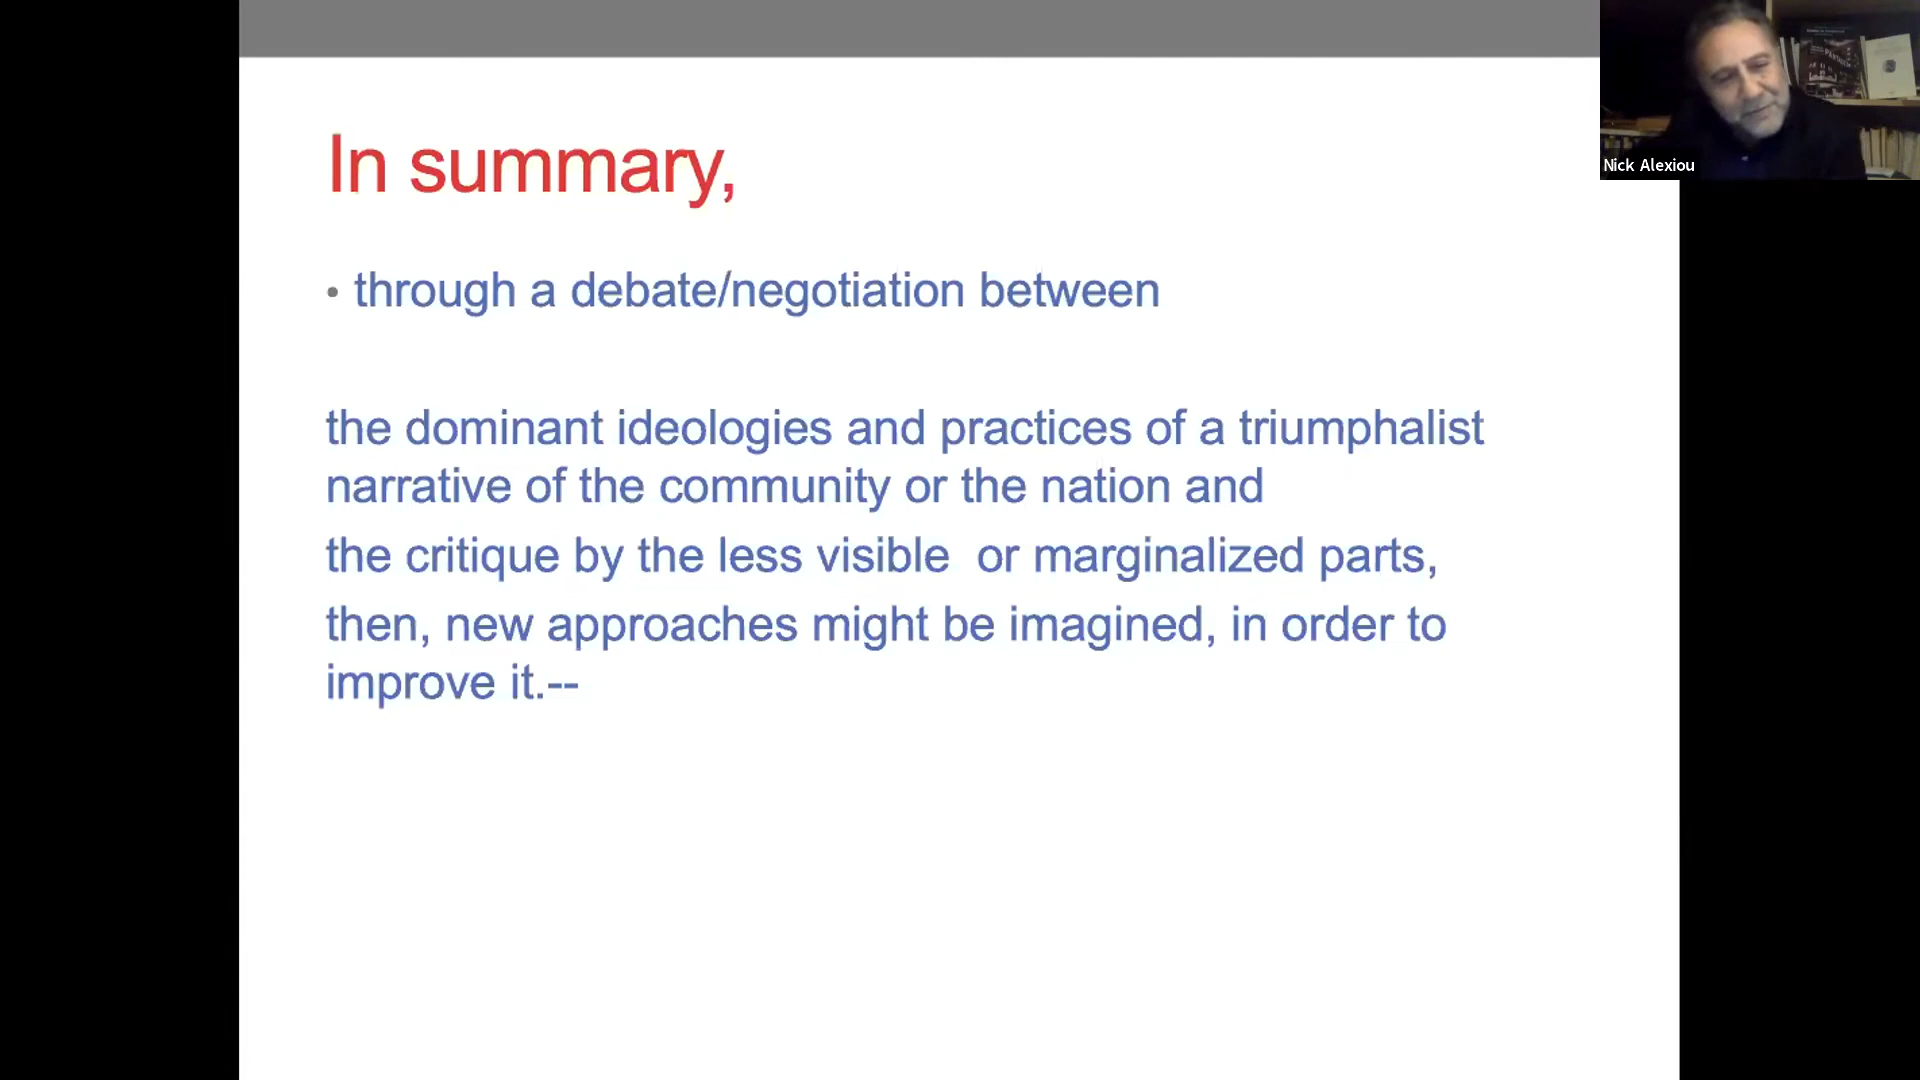 In summary,
• through a debate/negotiation between
the dominant ideologies and practices of a triumphalist
narrative of the community or the nation and
the critique by the less visible  or marginalized parts,
then, new approaches might be imagined, in order to
improve it.--
Nick Alexiou